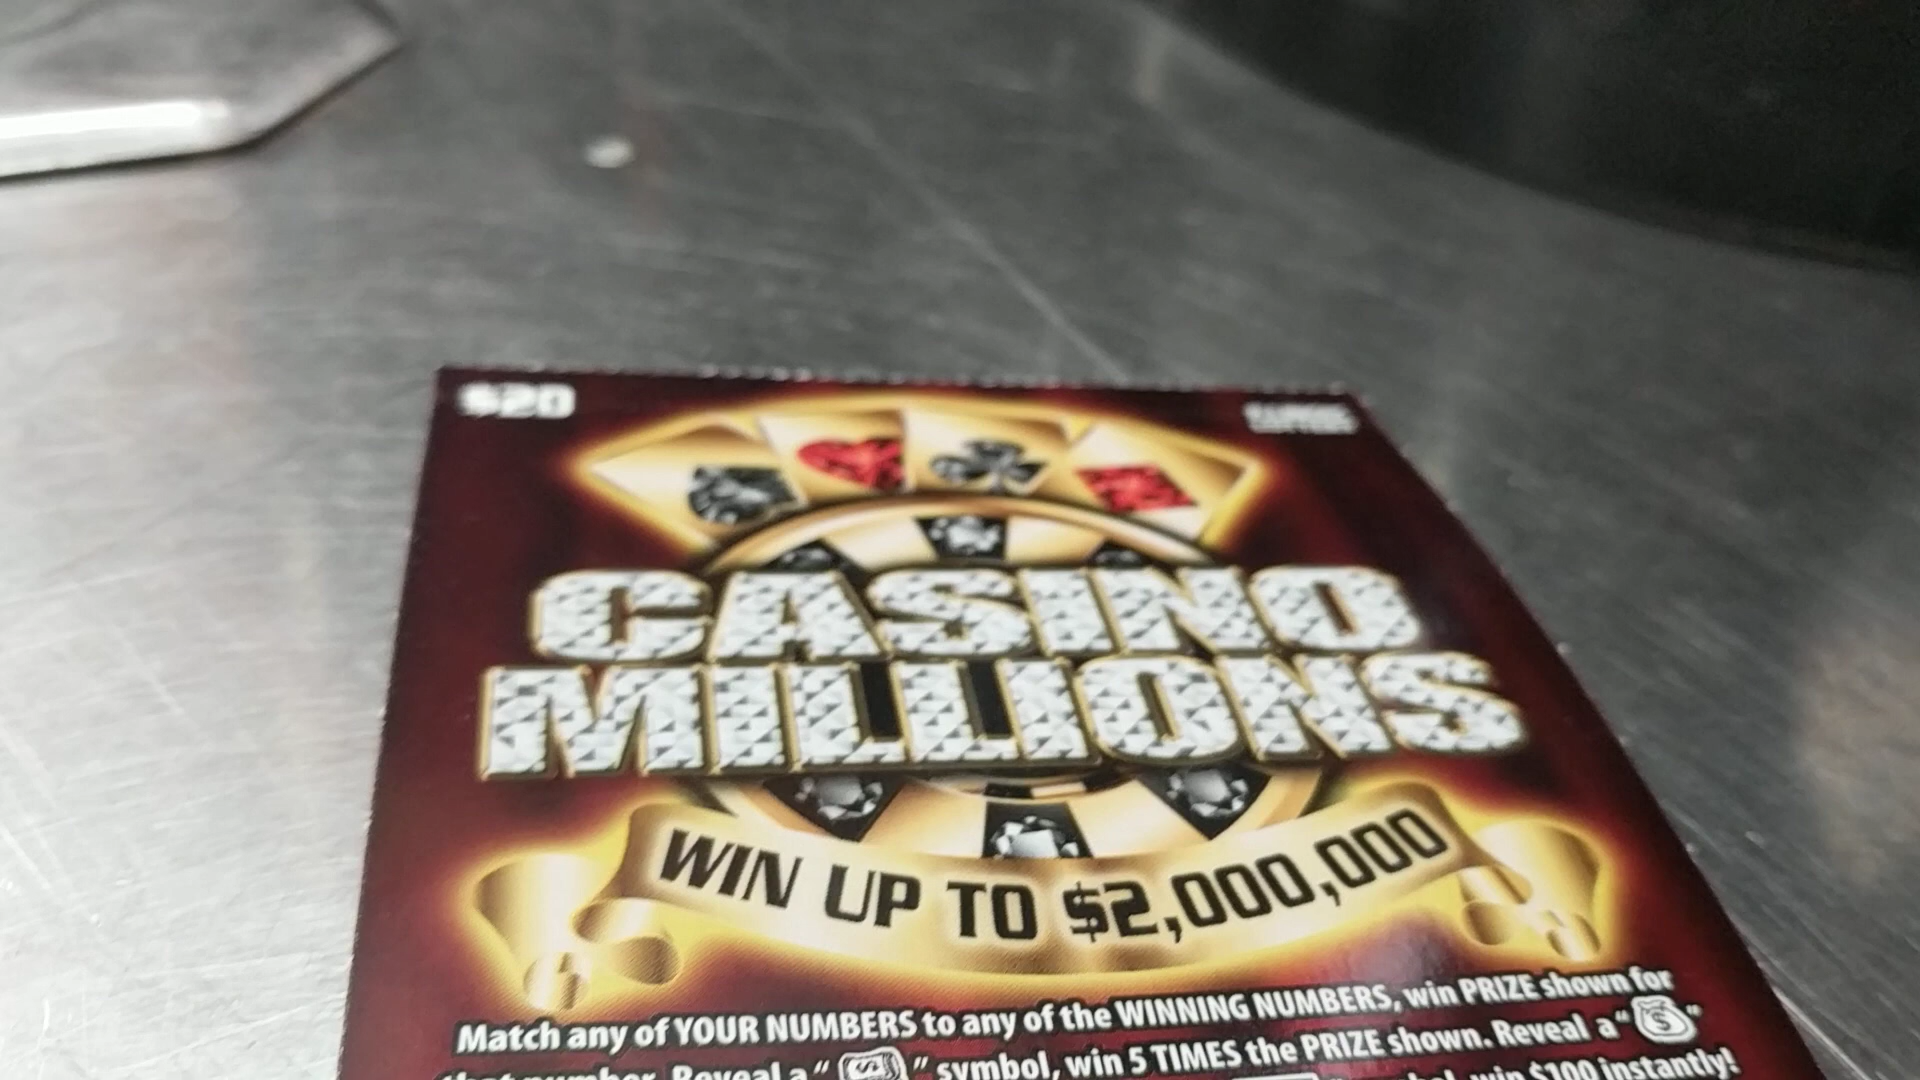 $20
CASINO
MILLIONS
WIN UP TO $2,000,000
Match any of YOUR NUMBERS to any of the WINNING NUMBERS, win PRIZE shown for
that number. Reveal a " " symbol, win 5 TIMES the PRIZE shown. Reveal a " $ "
symbol, win $100 instantly!